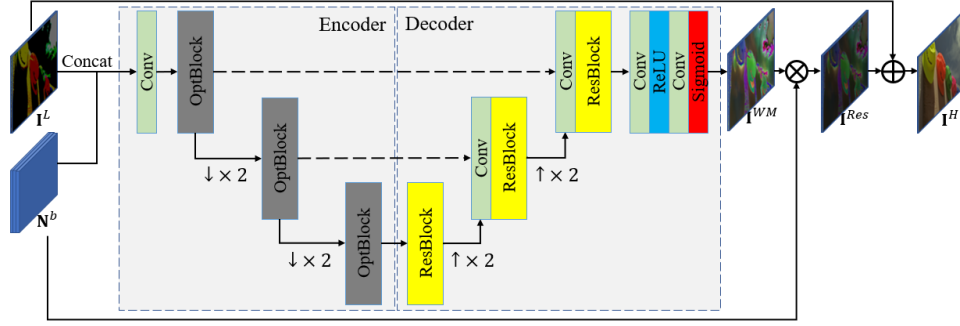 Encoder
Decoder
Concat
Conv
OptBlock
Conv
ResBlock
Conv
ReLU
Conv
Sigmoid
I^L
I^WM
I^Res
I^H
OptBlock
Conv
ResBlock
↓ × 2
↑ × 2
N^b
OptBlock
ResBlock
↓ × 2
↑ × 2